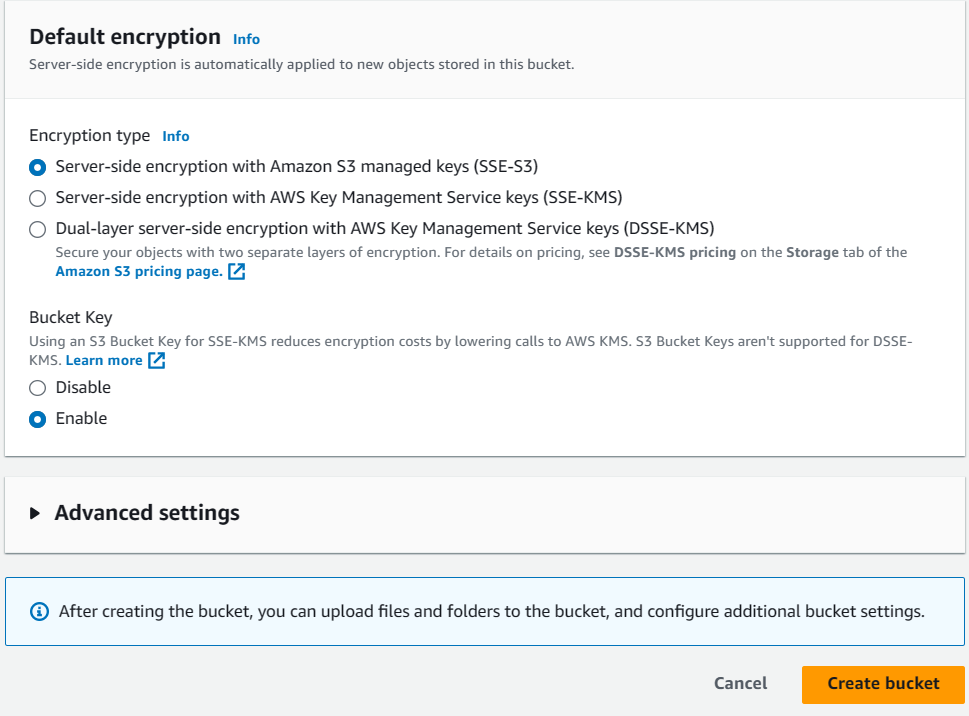 Default encryption Info
Server-side encryption is automatically applied to new objects stored in this bucket.
Encryption type Info
Server-side encryption with Amazon S3 managed keys (SSE-S3)
Server-side encryption with AWS Key Management Service keys (SSE-KMS)
Dual-layer server-side encryption with AWS Key Management Service keys (DSSE-KMS)
Secure your objects with two separate layers of encryption. For details on pricing, see DSSE-KMS pricing on the Storage tab of the
Amazon S3 pricing page.
Bucket Key
Using an S3 Bucket Key for SSE-KMS reduces encryption costs by lowering calls to AWS KMS. S3 Bucket Keys aren't supported for DSSE-
KMS. Learn more
Disable
Enable
Advanced settings
After creating the bucket, you can upload files and folders to the bucket, and configure additional bucket settings.
Cancel Create bucket